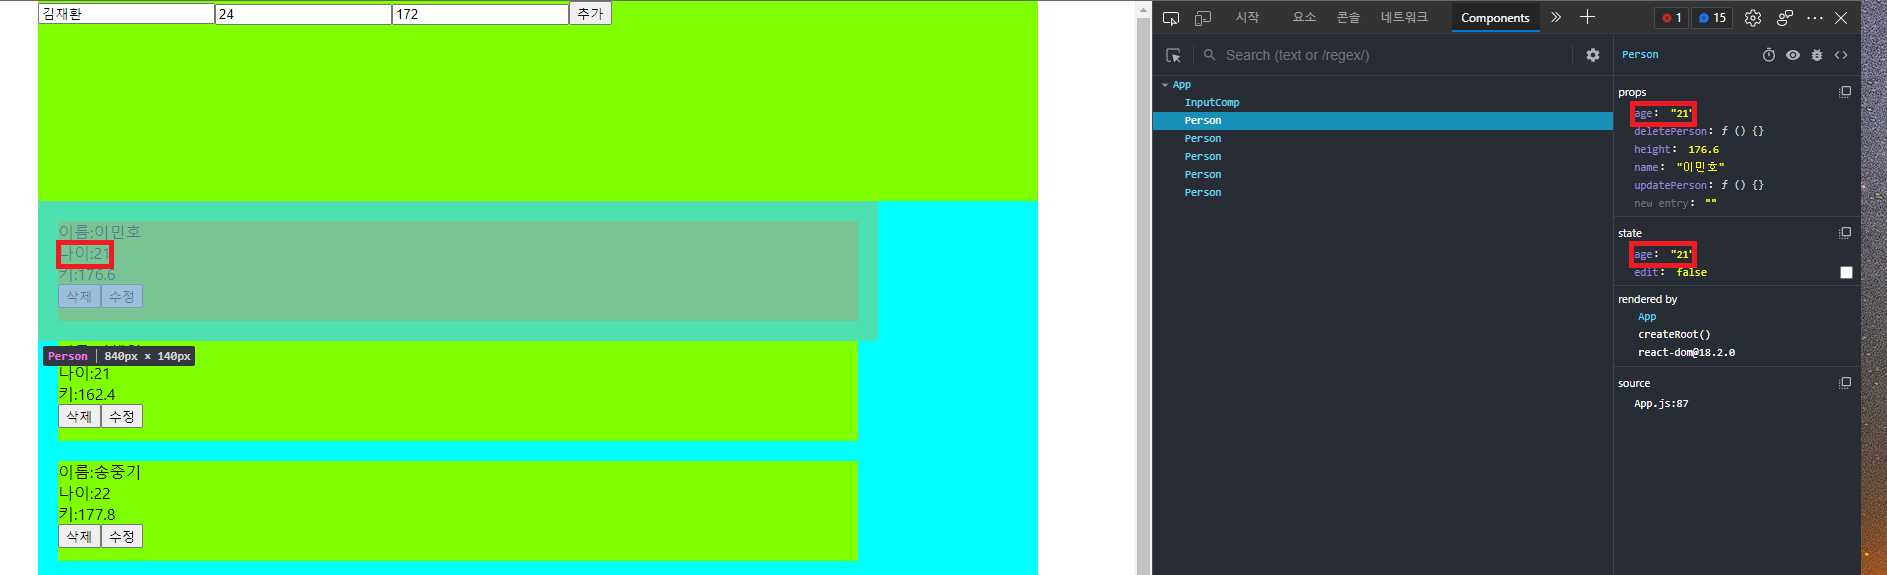 김재환 24 172 추가
이름:이민호
나이:21
키:176.6
삭제 수정
Person | 840px × 140px
나이:21
키:162.4
삭제 수정
이름:송중기
나이:22
키:177.8
삭제 수정
시작 요소 콘솔 네트워크 Components 1 15
Search (text or /regex/)
App
InputComp
Person
Person
Person
Person
Person
Person
props
age: "21"
deletePerson: ƒ () {}
height: 176.6
name: "이민호"
updatePerson: ƒ () {}
new entry: ""
state
age: "21"
edit: false
rendered by
App
createRoot()
react-dom@18.2.0
source
App.js:87